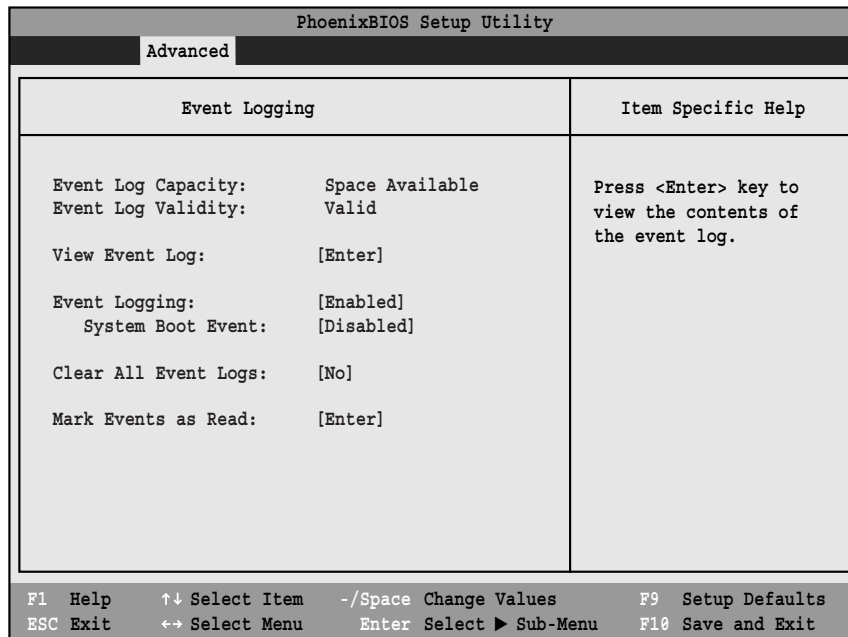 PhoenixBIOS Setup Utility
Advanced
Event Logging
Item Specific Help
Event Log Capacity: Space Available
Event Log Validity: Valid
View Event Log: [Enter]
Event Logging: [Enabled]
System Boot Event: [Disabled]
Clear All Event Logs: [No]
Mark Events as Read: [Enter]
Press <Enter> key to
view the contents of
the event log.
F1 Help ↑↓ Select Item -/Space Change Values F9 Setup Defaults
ESC Exit ←→ Select Menu Enter Select ▶ Sub-Menu F10 Save and Exit